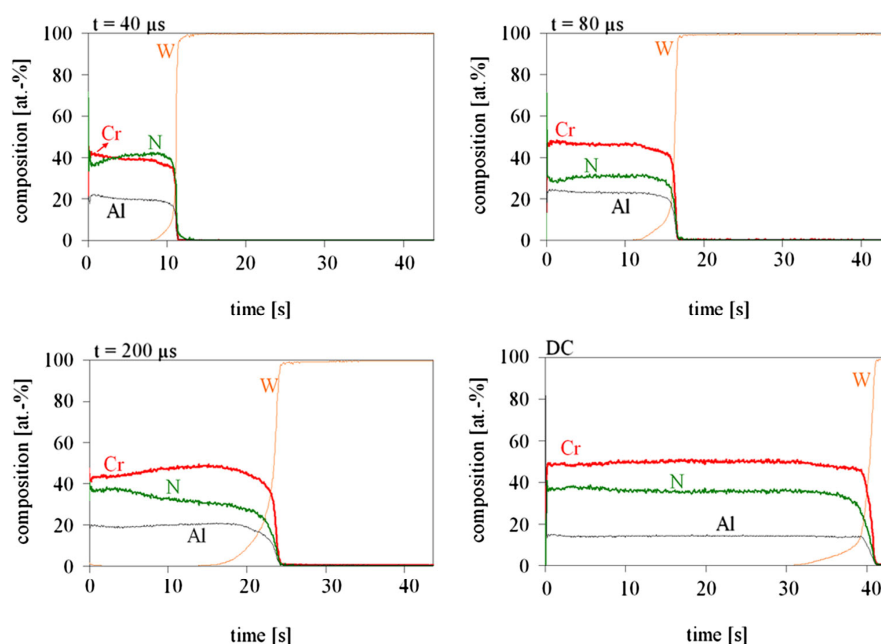 t = 40 µs
100
80
60
40
20
0
composition [at.-%]
W
Cr
N
Al
0 10 20 30 40
time [s]
t = 80 µs
100
80
60
40
20
0
composition [at.%]
W
Cr
N
Al
0 10 20 30 40
time [s]
t = 200 µs
100
80
60
40
20
0
composition [at.-%]
W
Cr
N
Al
0 10 20 30 40
time [s]
DC
100
80
60
40
20
0
composition [at.-%]
W
Cr
N
Al
0 10 20 30 40
time [s]